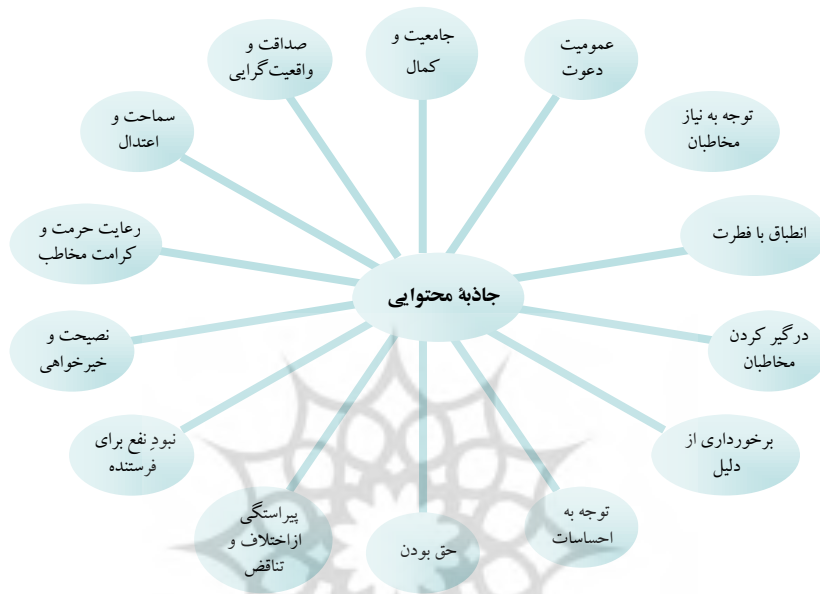 عمومیت
دعوت
جامعیت و
کمال
صداقت و
واقعیت‌گرایی
توجه به نیاز
مخاطبان
سماحت و
اعتدال
انطباق با فطرت
رعایت حرمت و
کرامت مخاطب
جاذبهٔ محتوایی
درگیر کردن
مخاطبان
نصیحت و
خیرخواهی
برخورداری از
دلیل
نبودِ نفع برای
فرستنده
توجه به
احساسات
حق بودن
پیراستگی
ازاختلاف و
تناقض